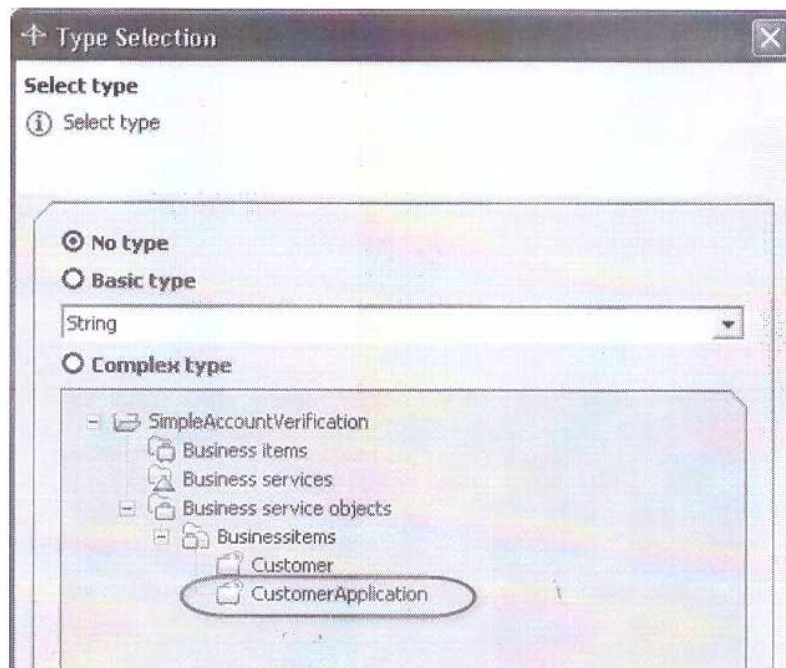 Type Selection
Select type
Select type
No type
Basic type
String
Complex type
SimpleAccountVerification
Business items
Business services
Business service objects
Businessitems
Customer
CustomerApplication